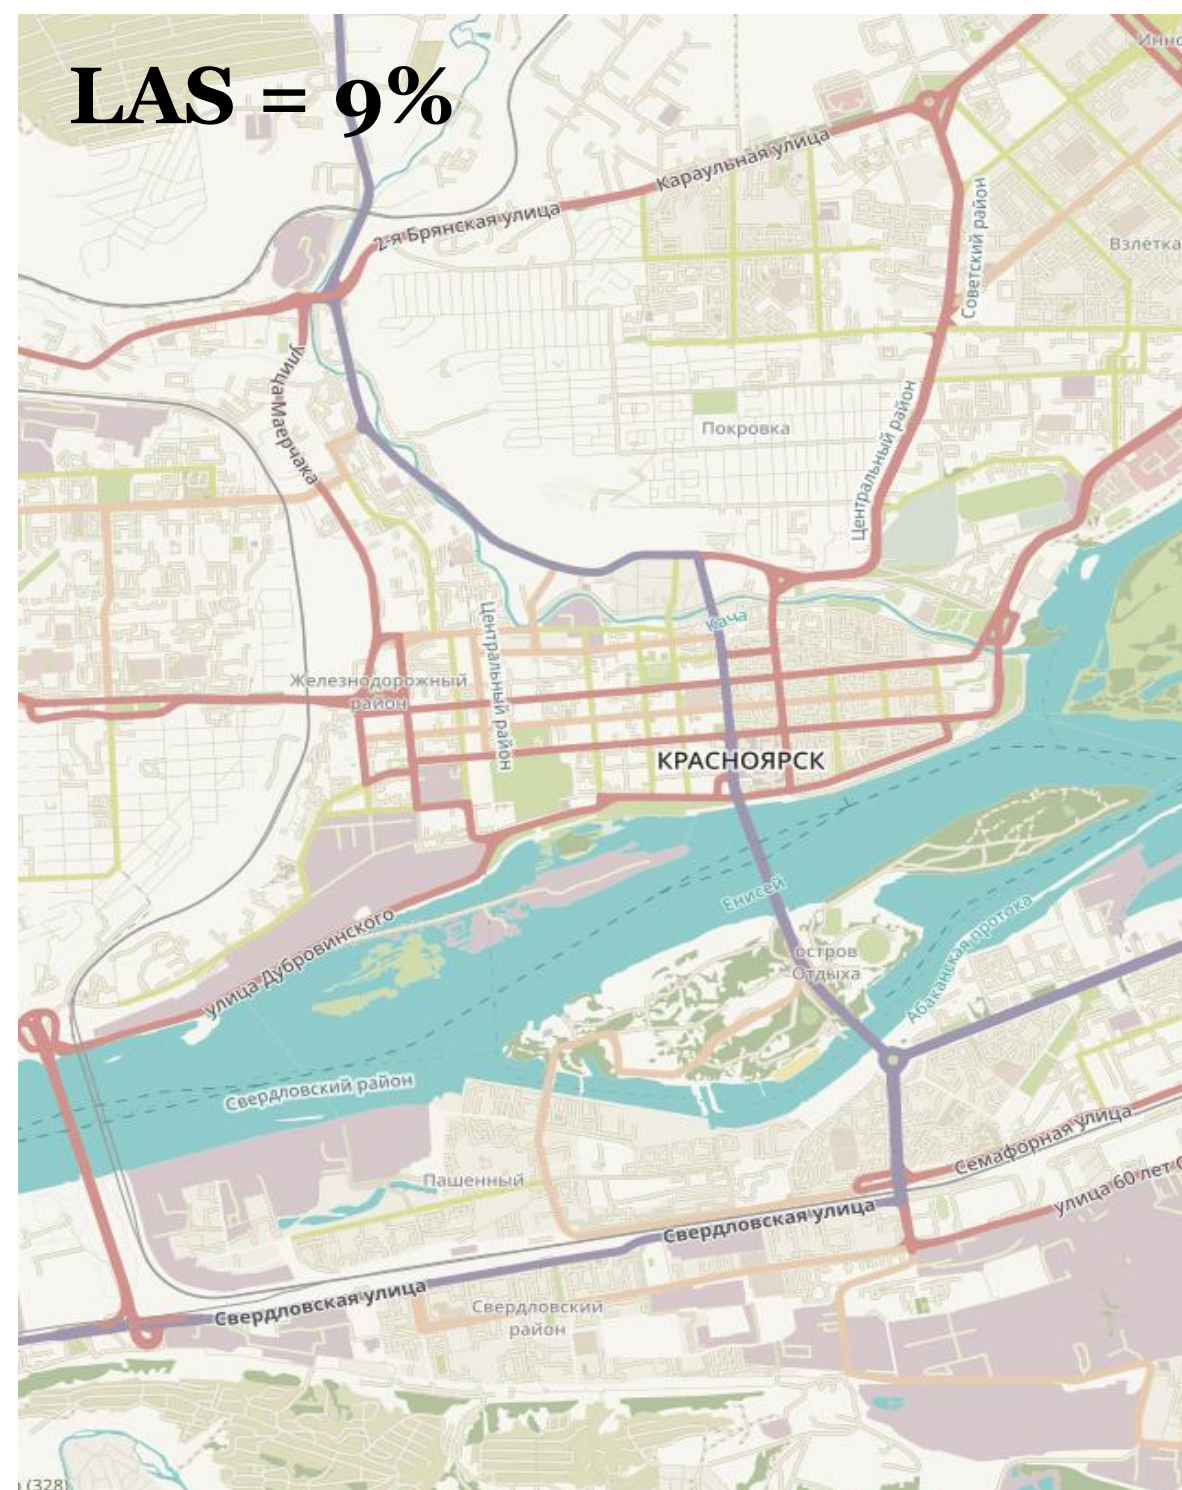 LAS = 9%
Инно
Караульная улица
2-я Брянская улица
Советский район
Взлётка
улица Маерчака
Центральный район
Покровка
Кача
Центральный район
Железнодорожный
район
КРАСНОЯРСК
Енисей
остров
Отдыха
Абаканская протока
улица Дубровинского
Свердловский район
Пашенный
Семафорная улица
улица 60 лет
Свердловская улица
Свердловская улица
Свердловский
район
(328)